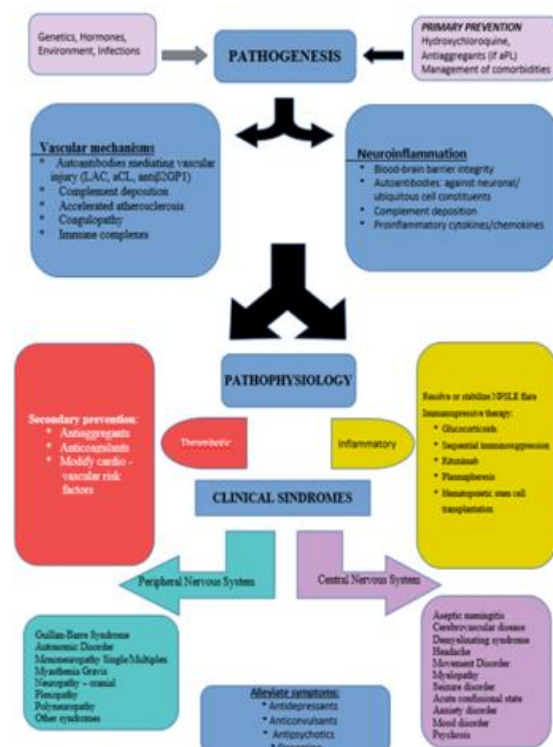 Genetics, Hormones,
Environment, Infections
PATHOGENESIS
PRIMARY PREVENTION
Hydroxychloroquine,
Antiaggregants (if aPL)
Management of comorbidities
Vascular mechanisms
* Autoantibodies mediating vascular
injury (LAC, aCL, antiβ2GP1)
* Complement deposition
* Accelerated atherosclerosis
* Coagulopathy
* Immune complexes
Neuroinflammation
* Blood-brain barrier integrity
* Autoantibodies: against neuronal/
ubiquitous cell constituents
* Complement deposition
* Proinflammatory cytokines/chemokines
PATHOPHYSIOLOGY
Secondary prevention:
* Antiaggregants
* Anticoagulants
* Modify cardio -
vascular risk
factors
Thrombotic
Inflammatory
Resolve or stabilize NPSLE flare
Immunogressive therapy:
* Glucocorticoids
* Sequential immunosuppression
* Rituximab
* Plasmapheresis
* Hematopoietic stem cell
transplantation
CLINICAL SINDROMES
Peripheral Nervous System
Central Nervous System
Guillan-Barre Syndrome
Autonomic Disorder
Mononeuropathy Single/Multiples
Myasthenia Gravis
Neuropathy – cranial
Plexopathy
Polyneuropathy
Other syndromes
Alleviate symptoms:
* Antidepressants
* Anticonvulsants
* Antipsychotics
Aseptic meningitis
Cerebrovascular disease
Demyelinating syndrome
Headache
Movement Disorder
Myelopathy
Seizure disorder
Acute confusional state
Anxiety disorder
Mood disorder
Psychosis